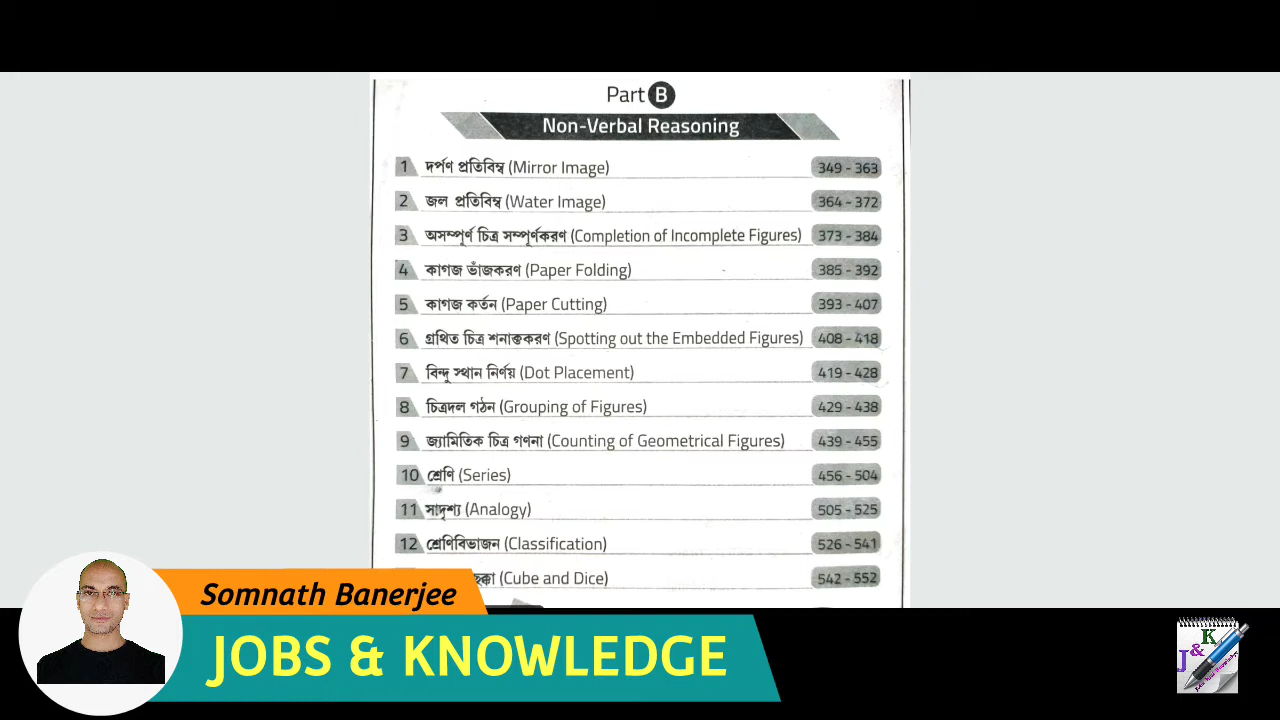 Part B
Non-Verbal Reasoning
1 দর্পণ প্রতিবিম্ব (Mirror Image) 349 - 363
2 জল প্রতিবিম্ব (Water Image) 364 - 372
3 অসম্পূর্ণ চিত্র সম্পূর্ণকরণ (Completion of Incomplete Figures) 373 - 384
4 কাগজ ভাঁজকরণ (Paper Folding) 385 - 392
5 কাগজ কর্তন (Paper Cutting) 393 - 407
6 গ্রথিত চিত্র শনাক্তকরণ (Spotting out the Embedded Figures) 408 - 418
7 বিন্দু স্থান নির্ণয় (Dot Placement) 419 - 428
8 চিত্রদল গঠন (Grouping of Figures) 429 - 438
9 জ্যামিতিক চিত্র গণনা (Counting of Geometrical Figures) 439 - 455
10 শ্রেণি (Series) 456 - 504
11 সাদৃশ্য (Analogy) 505 - 525
12 শ্রেণিবিভাজন (Classification) 526 - 541
(Cube and Dice) 542 - 552
Somnath Banerjee
JOBS & KNOWLEDGE
J & K